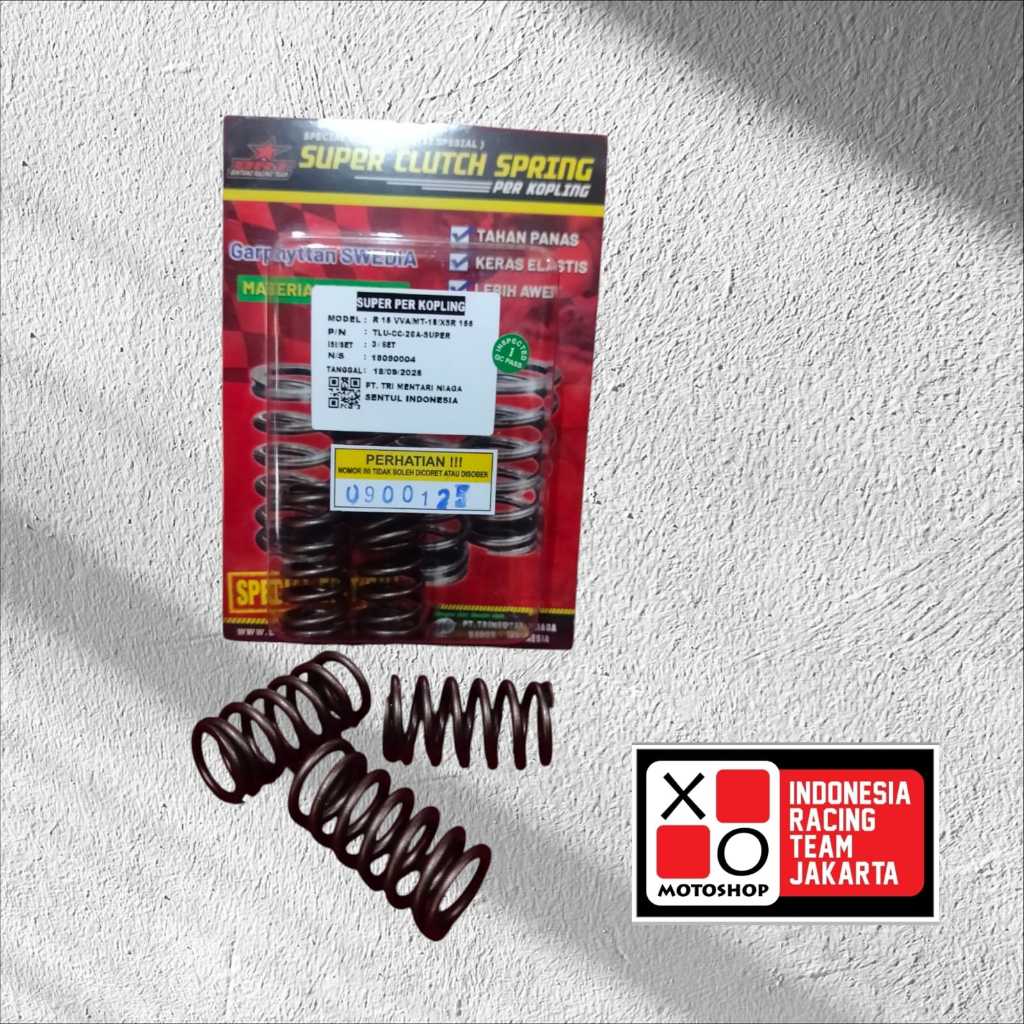 SUPER CLUTCH SPRING
PER KOPLING
Garphyttan SWEDIA
TAHAN PANAS
KERAS ELASTIS
LEBIH AWET
SUPER PER KOPLING
MODEL : R 15 VVA/MT-15/XSR 155
P/N : TLU-CC-26A-SUPER
ISI/SET : 3 / SET
N/S : 18090004
TANGGAL : 18/09/2025
PT. TRI MENTARI NIAGA
SENTUL INDONESIA
INSPECTED
1
QC PASS
PERHATIAN !!!
NOMOR INI TIDAK BOLEH DICORET ATAU DISOBEK
0900125
X O
MOTOSHOP
INDONESIA
RACING
TEAM
JAKARTA